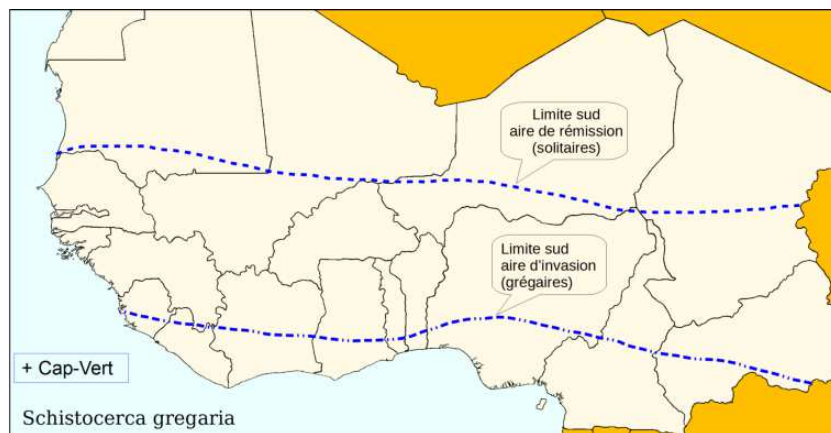 Limite sud
aire de rémission
(solitaires)
Limite sud
aire d'invasion
(grégaires)
+ Cap-Vert
Schistocerca gregaria